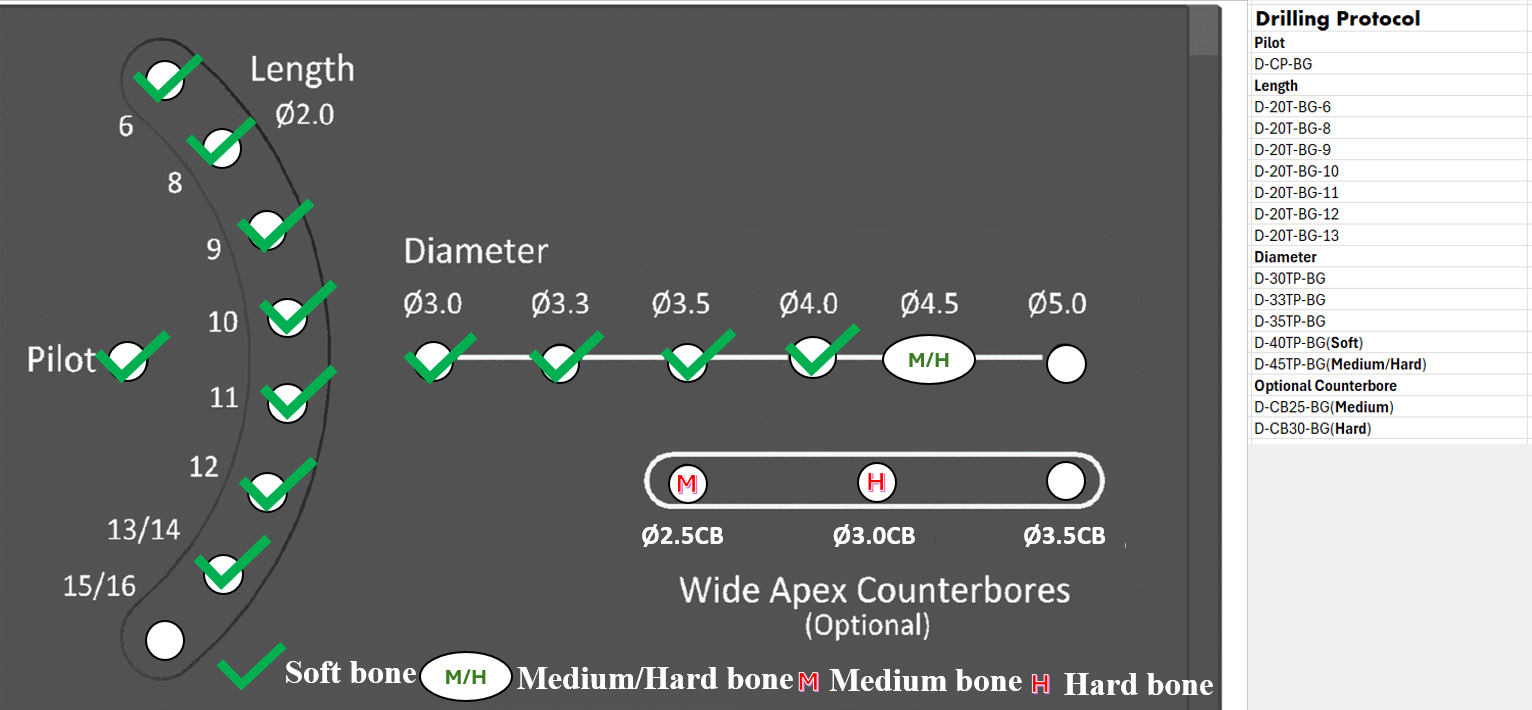 Length
Ø2.0
6
8
9
10
Pilot
11
12
13/14
15/16
Diameter
Ø3.0 Ø3.3 Ø3.5 Ø4.0 Ø4.5 Ø5.0
M/H
M H
Ø2.5CB Ø3.0CB Ø3.5CB
Wide Apex Counterbores
(Optional)
Soft bone M/H Medium/Hard bone M Medium bone H Hard bone
Drilling Protocol
Pilot
D-CP-BG
Length
D-20T-BG-6
D-20T-BG-8
D-20T-BG-9
D-20T-BG-10
D-20T-BG-11
D-20T-BG-12
D-20T-BG-13
Diameter
D-30TP-BG
D-33TP-BG
D-35TP-BG
D-40TP-BG(Soft)
D-45TP-BG(Medium/Hard)
Optional Counterbore
D-CB25-BG(Medium)
D-CB30-BG(Hard)